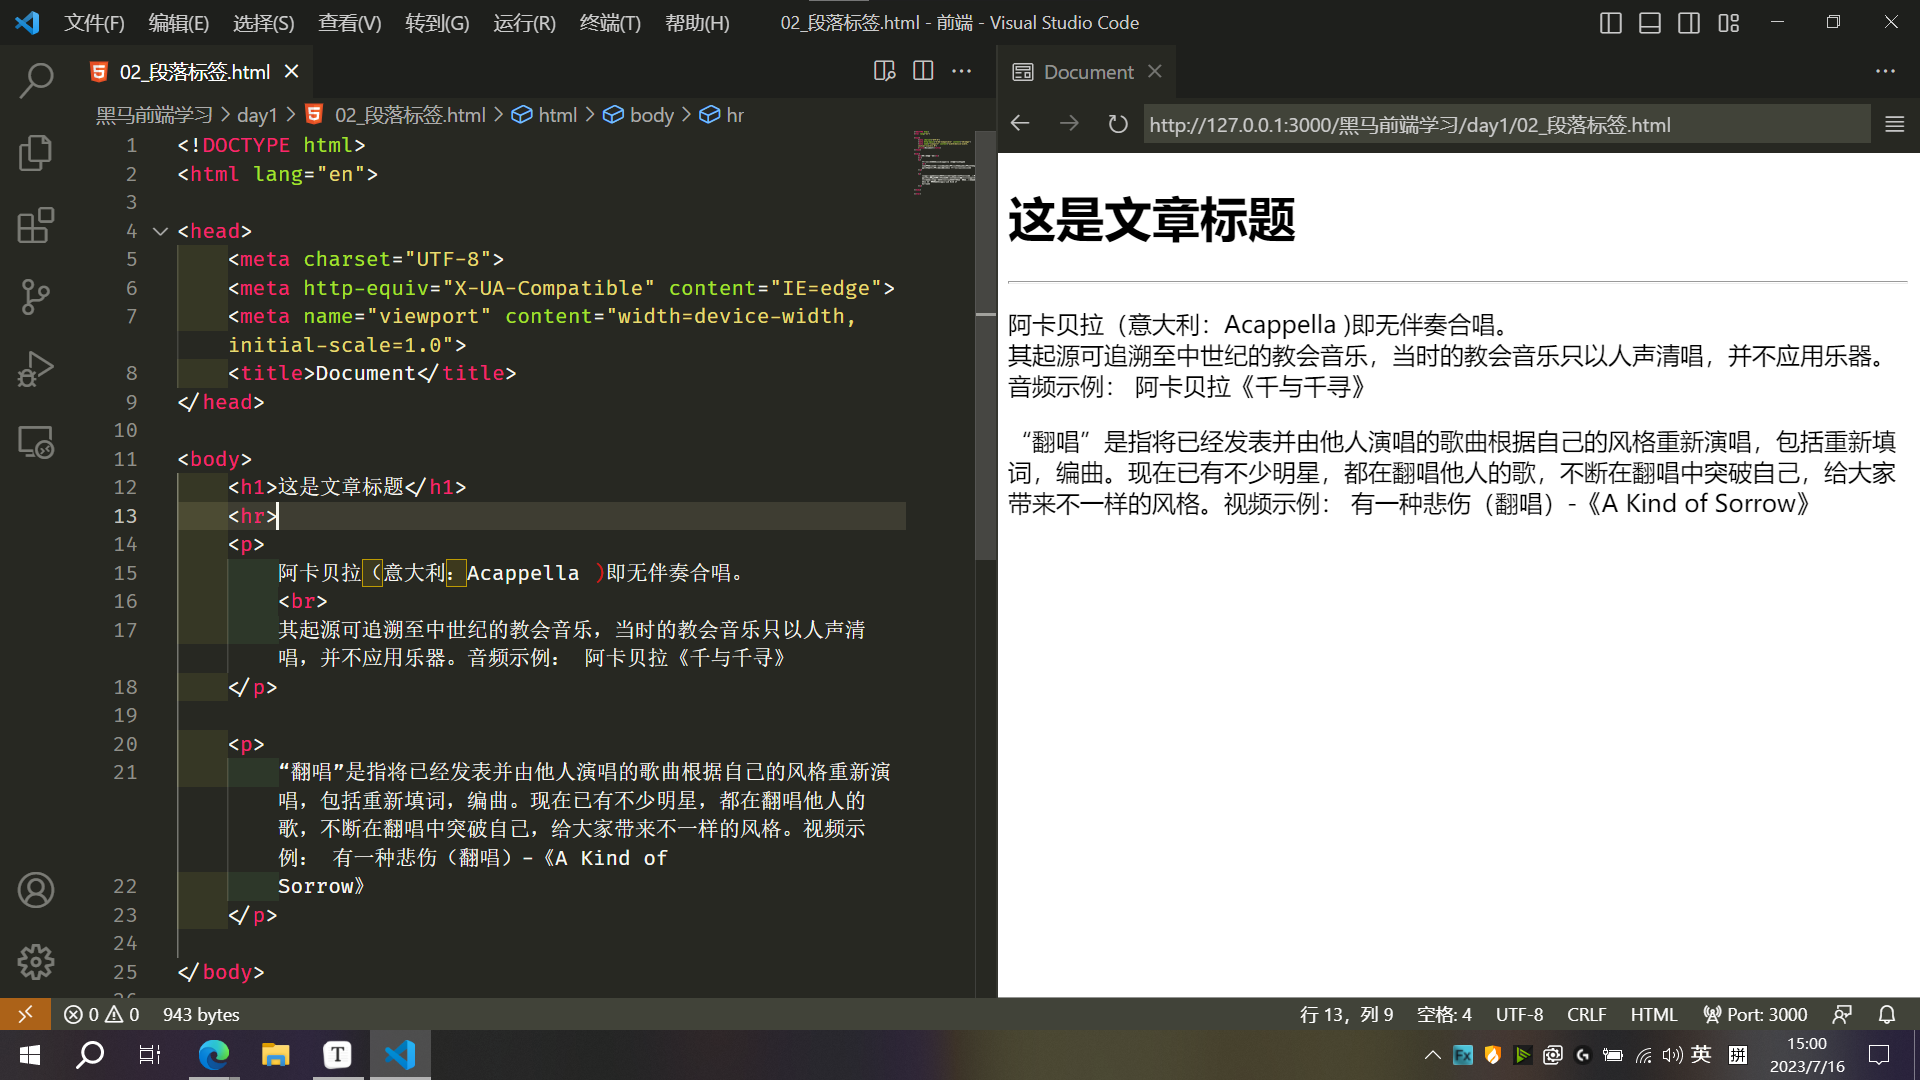 文件(F) 编辑(E) 选择(S) 查看(V) 转到(G) 运行(R) 终端(T) 帮助(H) 02_段落标签.html - 前端 - Visual Studio Code
02_段落标签.html
黑马前端学习 > day1 > 02_段落标签.html > html > body > hr
1 <!DOCTYPE html>
2 <html lang="en">
3
4 <head>
5 <meta charset="UTF-8">
6 <meta http-equiv="X-UA-Compatible" content="IE=edge">
7 <meta name="viewport" content="width=device-width,
initial-scale=1.0">
8 <title>Document</title>
9 </head>
10
11 <body>
12 <h1>这是文章标题</h1>
13 <hr>
14 <p>
15 阿卡贝拉（意大利：Acappella )即无伴奏合唱。
16 <br>
17 其起源可追溯至中世纪的教会音乐，当时的教会音乐只以人声清
唱，并不应用乐器。音频示例： 阿卡贝拉《千与千寻》
18 </p>
19
20 <p>
21 “翻唱”是指将已经发表并由他人演唱的歌曲根据自己的风格重新演
唱，包括重新填词，编曲。现在已有不少明星，都在翻唱他人的
歌，不断在翻唱中突破自己，给大家带来不一样的风格。视频示
例： 有一种悲伤（翻唱）-《A Kind of
22 Sorrow》
23 </p>
24
25 </body>
Document
http://127.0.0.1:3000/黑马前端学习/day1/02_段落标签.html
这是文章标题
阿卡贝拉（意大利：Acappella )即无伴奏合唱。
其起源可追溯至中世纪的教会音乐，当时的教会音乐只以人声清唱，并不应用乐器。
音频示例： 阿卡贝拉《千与千寻》
“翻唱”是指将已经发表并由他人演唱的歌曲根据自己的风格重新演唱，包括重新填
词，编曲。现在已有不少明星，都在翻唱他人的歌，不断在翻唱中突破自己，给大家
带来不一样的风格。视频示例： 有一种悲伤（翻唱）-《A Kind of Sorrow》
0 0 943 bytes 行 13，列 9 空格: 4 UTF-8 CRLF HTML Port: 3000
T Fx 英 拼 15:00
2023/7/16